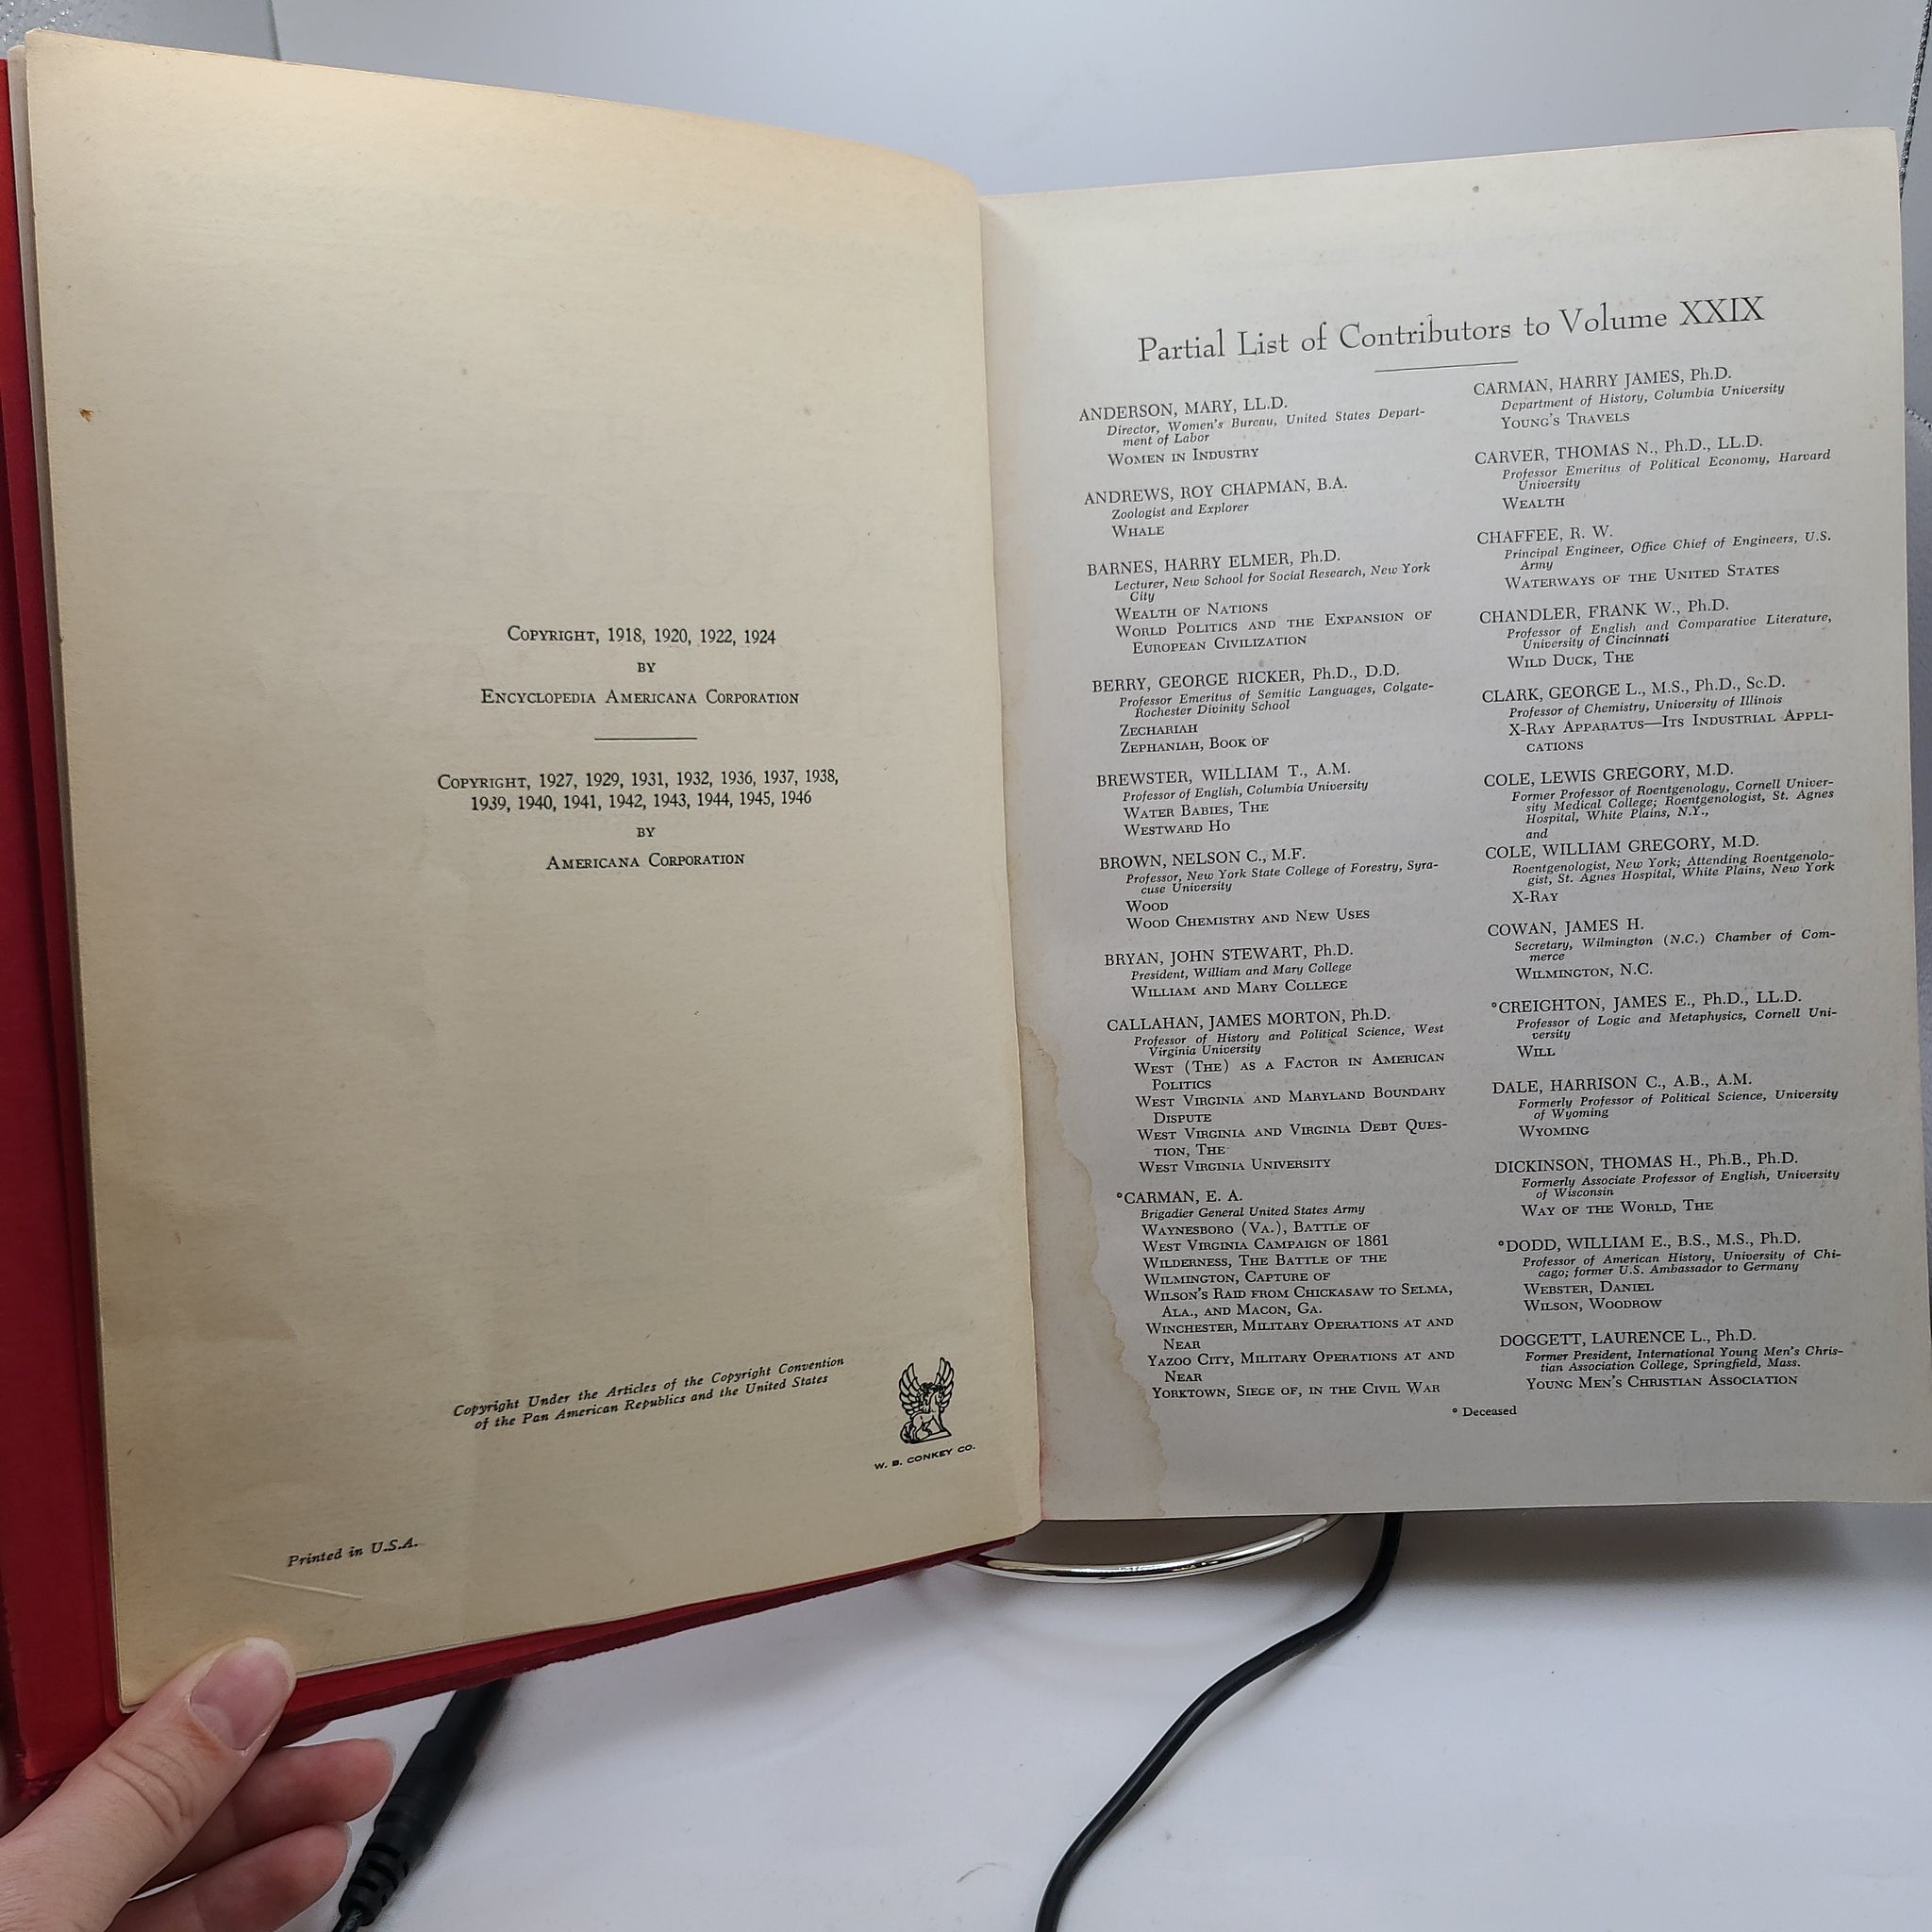 Copyright, 1918, 1920, 1922, 1924
by
Encyclopedia Americana Corporation
Copyright, 1927, 1929, 1931, 1932, 1936, 1937, 1938,
1939, 1940, 1941, 1942, 1943, 1944, 1945, 1946
by
Americana Corporation
Copyright Under the Articles of the Copyright Convention
of the Pan American Republics and the United States
W. B. CONKEY CO.
Printed in U.S.A.
Partial List of Contributors to Volume XXIX
ANDERSON, MARY, LL.D.
Director, Women's Bureau, United States Depart-
ment of Labor
Women in Industry
ANDREWS, ROY CHAPMAN, B.A.
Zoologist and Explorer
Whale
BARNES, HARRY ELMER, Ph.D.
Lecturer, New School for Social Research, New York
City
Wealth of Nations
World Politics and the Expansion of
European Civilization
BERRY, GEORGE RICKER, Ph.D., D.D.
Professor Emeritus of Semitic Languages, Colgate-
Rochester Divinity School
Zechariah
Zephaniah, Book of
BREWSTER, WILLIAM T., A.M.
Professor of English, Columbia University
Water Babies, The
Westward Ho
BROWN, NELSON C., M.F.
Professor, New York State College of Forestry, Syra-
cuse University
Wood
Wood Chemistry and New Uses
BRYAN, JOHN STEWART, Ph.D.
President, William and Mary College
William and Mary College
CALLAHAN, JAMES MORTON, Ph.D.
Professor of History and Political Science, West
Virginia University
West (The) as a Factor in American
Politics
West Virginia and Maryland Boundary
Dispute
West Virginia and Virginia Debt Ques-
tion, The
West Virginia University
°CARMAN, E. A.
Brigadier General United States Army
Waynesboro (Va.), Battle of
West Virginia Campaign of 1861
Wilderness, The Battle of the
Wilmington, Capture of
Wilson's Raid from Chickasaw to Selma,
Ala., and Macon, Ga.
Winchester, Military Operations at and
Near
Yazoo City, Military Operations at and
Near
Yorktown, Siege of, in the Civil War
CARMAN, HARRY JAMES, Ph.D.
Department of History, Columbia University
Young's Travels
CARVER, THOMAS N., Ph.D., LL.D.
Professor Emeritus of Political Economy, Harvard
University
Wealth
CHAFFEE, R. W.
Principal Engineer, Office Chief of Engineers, U.S.
Army
Waterways of the United States
CHANDLER, FRANK W., Ph.D.
Professor of English and Comparative Literature,
University of Cincinnati
Wild Duck, The
CLARK, GEORGE L., M.S., Ph.D., Sc.D.
Professor of Chemistry, University of Illinois
X-Ray Apparatus—Its Industrial Appli-
cations
COLE, LEWIS GREGORY, M.D.
Former Professor of Roentgenology, Cornell Univer-
sity Medical College; Roentgenologist, St. Agnes
Hospital, White Plains, N.Y.,
and
COLE, WILLIAM GREGORY, M.D.
Roentgenologist, New York; Attending Roentgenolo-
gist, St. Agnes Hospital, White Plains, New York
X-Ray
COWAN, JAMES H.
Secretary, Wilmington (N.C.) Chamber of Com-
merce
Wilmington, N.C.
°CREIGHTON, JAMES E., Ph.D., LL.D.
Professor of Logic and Metaphysics, Cornell Uni-
versity
Will
DALE, HARRISON C., A.B., A.M.
Formerly Professor of Political Science, University
of Wyoming
Wyoming
DICKINSON, THOMAS H., Ph.B., Ph.D.
Formerly Associate Professor of English, University
of Wisconsin
Way of the World, The
°DODD, WILLIAM E., B.S., M.S., Ph.D.
Professor of American History, University of Chi-
cago; former U.S. Ambassador to Germany
Webster, Daniel
Wilson, Woodrow
DOGGETT, LAURENCE L., Ph.D.
Former President, International Young Men's Chris-
tian Association College, Springfield, Mass.
Young Men's Christian Association
° Deceased